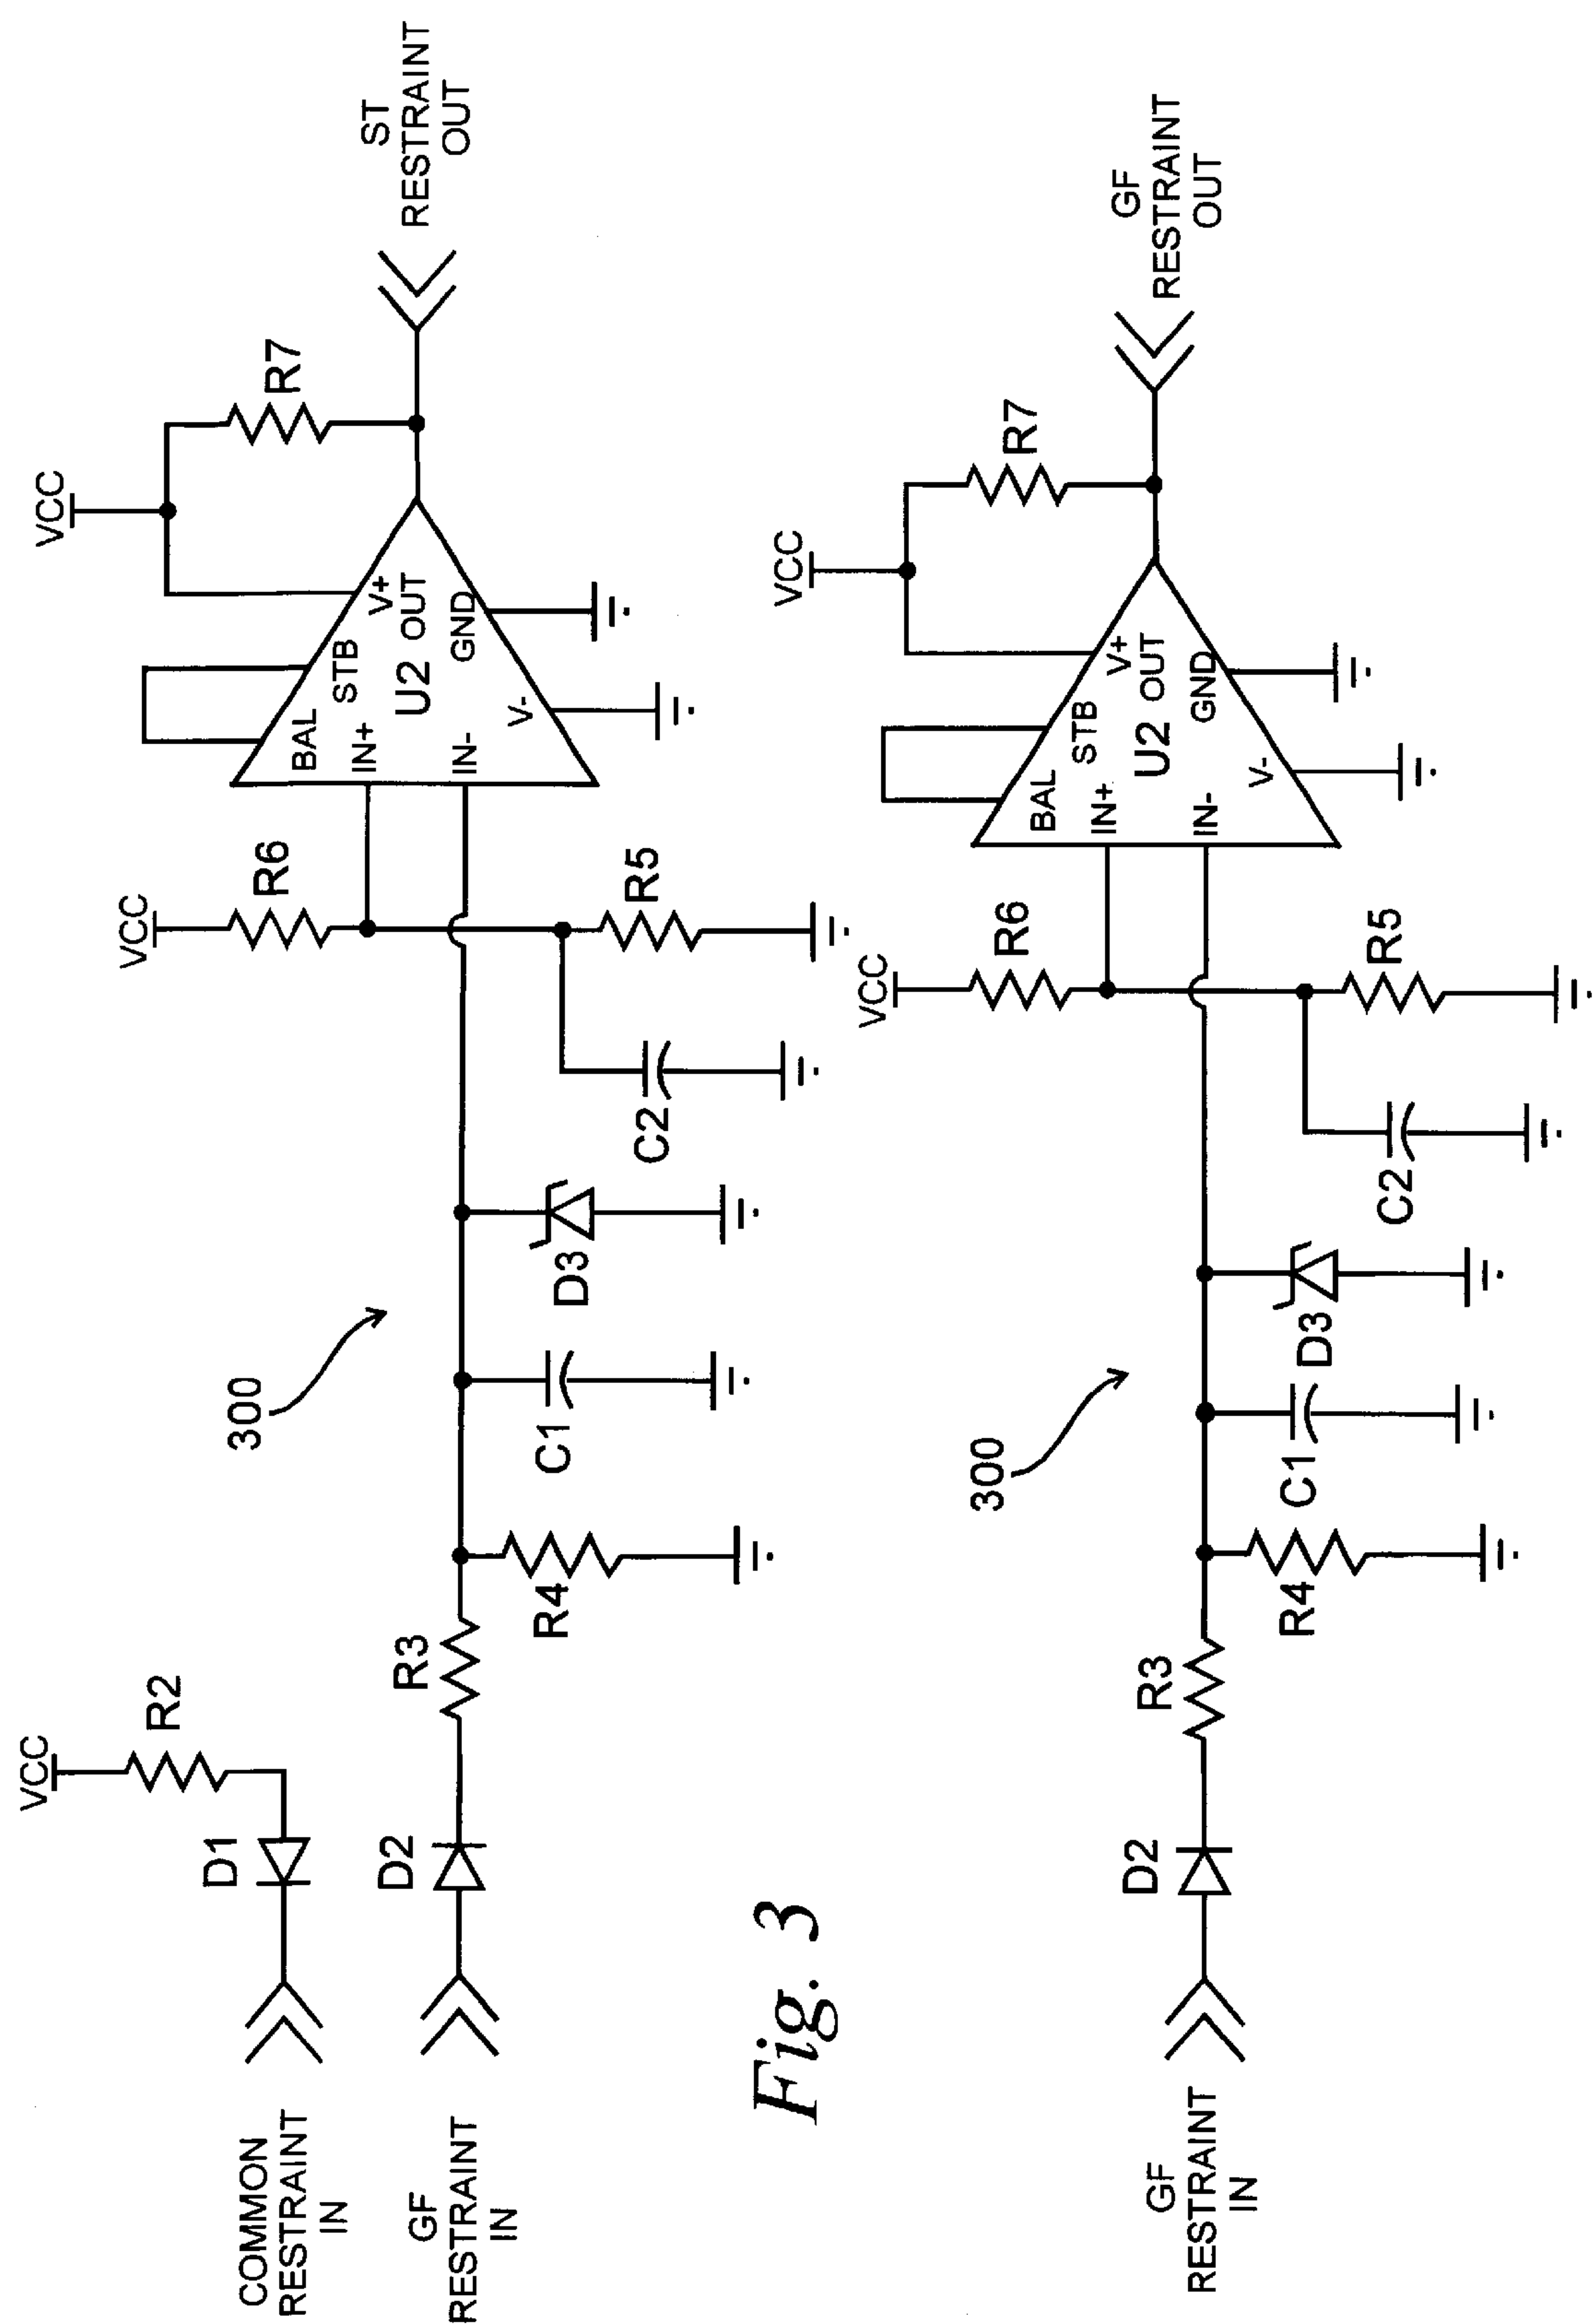 COMMON
RESTRAINT
IN
VCC
R2
D1
GF
RESTRAINT
IN
D2
R3
R4
300
C1
D3
C2
VCC
R6
R5
BAL
STB
IN+
IN-
U2
V+
OUT
GND
V-
VCC
R7
ST
RESTRAINT
OUT
Fig. 3
GF
RESTRAINT
IN
D2
R3
R4
300
C1
D3
C2
VCC
R6
R5
BAL
STB
IN+
IN-
U2
V+
OUT
GND
V-
VCC
R7
GF
RESTRAINT
OUT